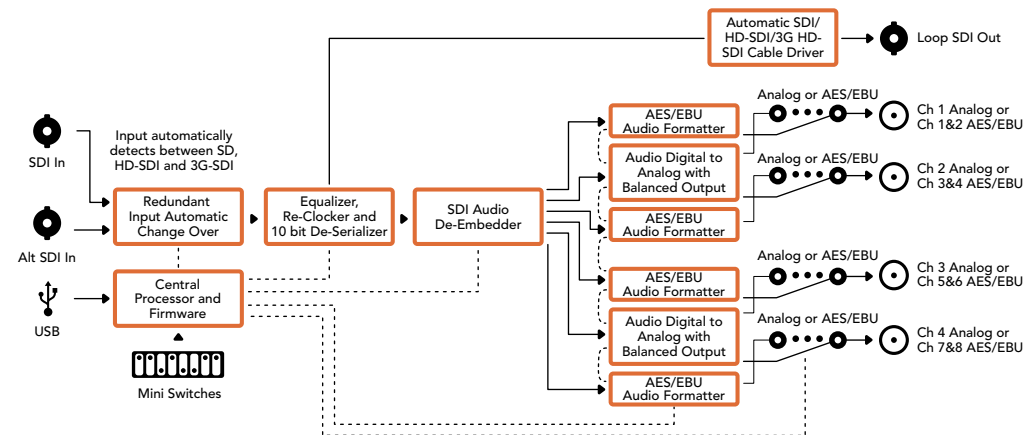 Automatic SDI/
HD-SDI/3G HD-
SDI Cable Driver
Loop SDI Out
SDI In
Input automatically
detects between SD,
HD-SDI and 3G-SDI
Alt SDI In
Redundant
Input Automatic
Change Over
Equalizer,
Re-Clocker and
10 bit De-Serializer
SDI Audio
De-Embedder
USB
Central
Processor and
Firmware
Mini Switches
AES/EBU
Audio Formatter
Audio Digital to
Analog with
Balanced Output
AES/EBU
Audio Formatter
AES/EBU
Audio Formatter
Audio Digital to
Analog with
Balanced Output
AES/EBU
Audio Formatter
Analog or AES/EBU
Ch 1 Analog or
Ch 1&2 AES/EBU
Analog or AES/EBU
Ch 2 Analog or
Ch 3&4 AES/EBU
Analog or AES/EBU
Ch 3 Analog or
Ch 5&6 AES/EBU
Analog or AES/EBU
Ch 4 Analog or
Ch 7&8 AES/EBU